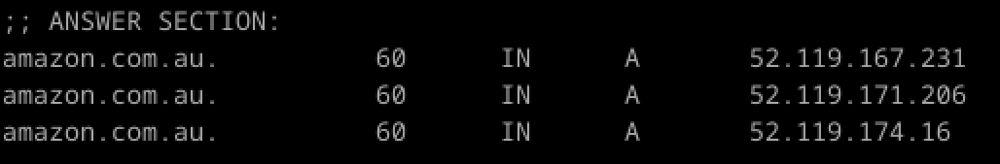 ;; ANSWER SECTION:
amazon.com.au. 60 IN A 52.119.167.231
amazon.com.au. 60 IN A 52.119.171.206
amazon.com.au. 60 IN A 52.119.174.16